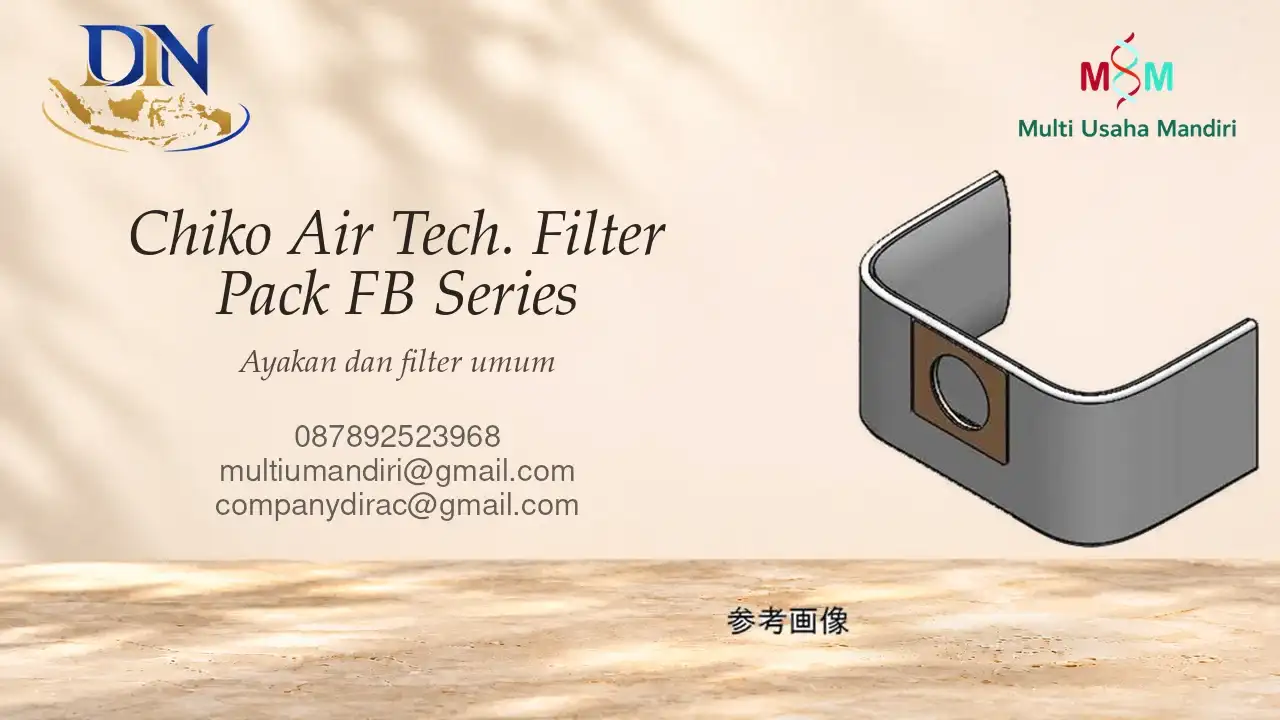 DIN
M M
Multi Usaha Mandiri
Chiko Air Tech. Filter
Pack FB Series
Ayakan dan filter umum
087892523968
multiumandiri@gmail.com
companydirac@gmail.com
参考画像